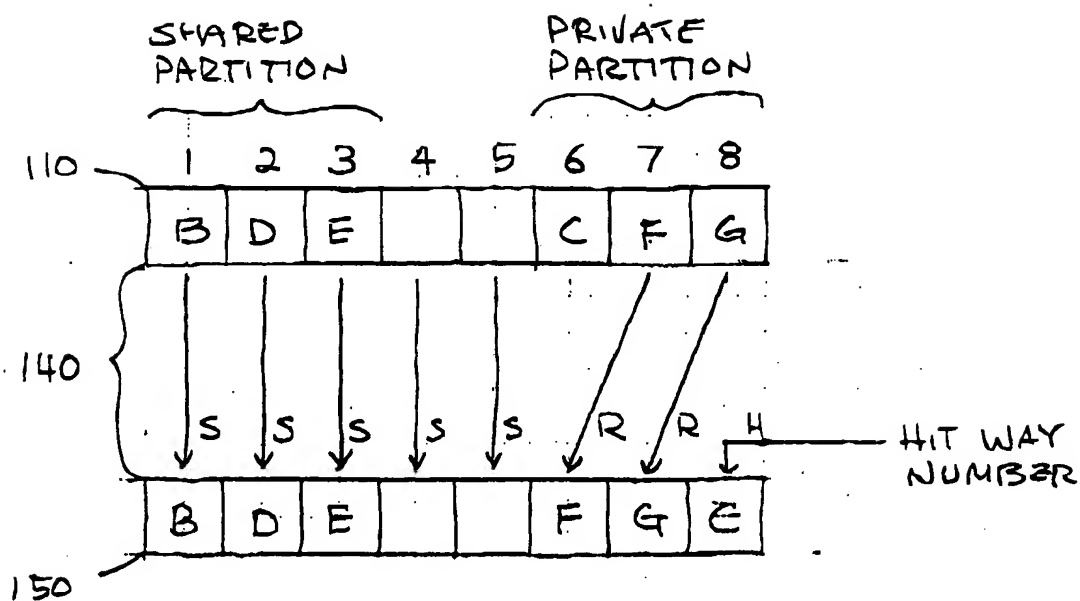 SHARED PARTITION
PRIVATE PARTITION
1 2 3 4 5 6 7 8
110
B D E C F G
140
S S S S S R R H
HIT WAY NUMBER
B D E F G C
150